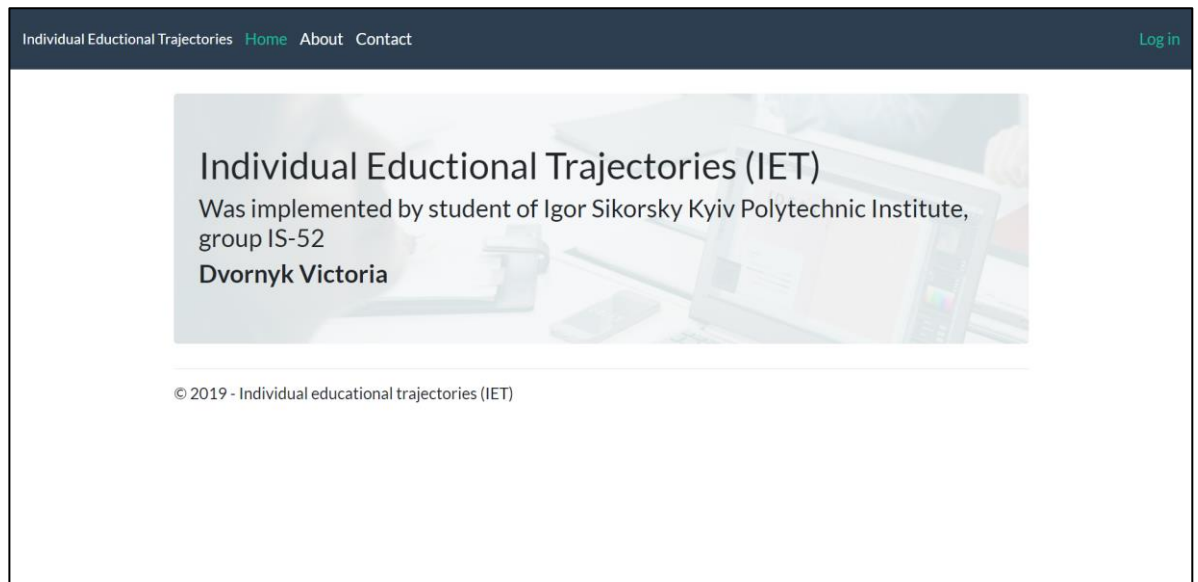 Individual Eductional Trajectories Home About Contact Log in
Individual Eductional Trajectories (IET)
Was implemented by student of Igor Sikorsky Kyiv Polytechnic Institute,
group IS-52
Dvornyk Victoria
© 2019 - Individual educational trajectories (IET)